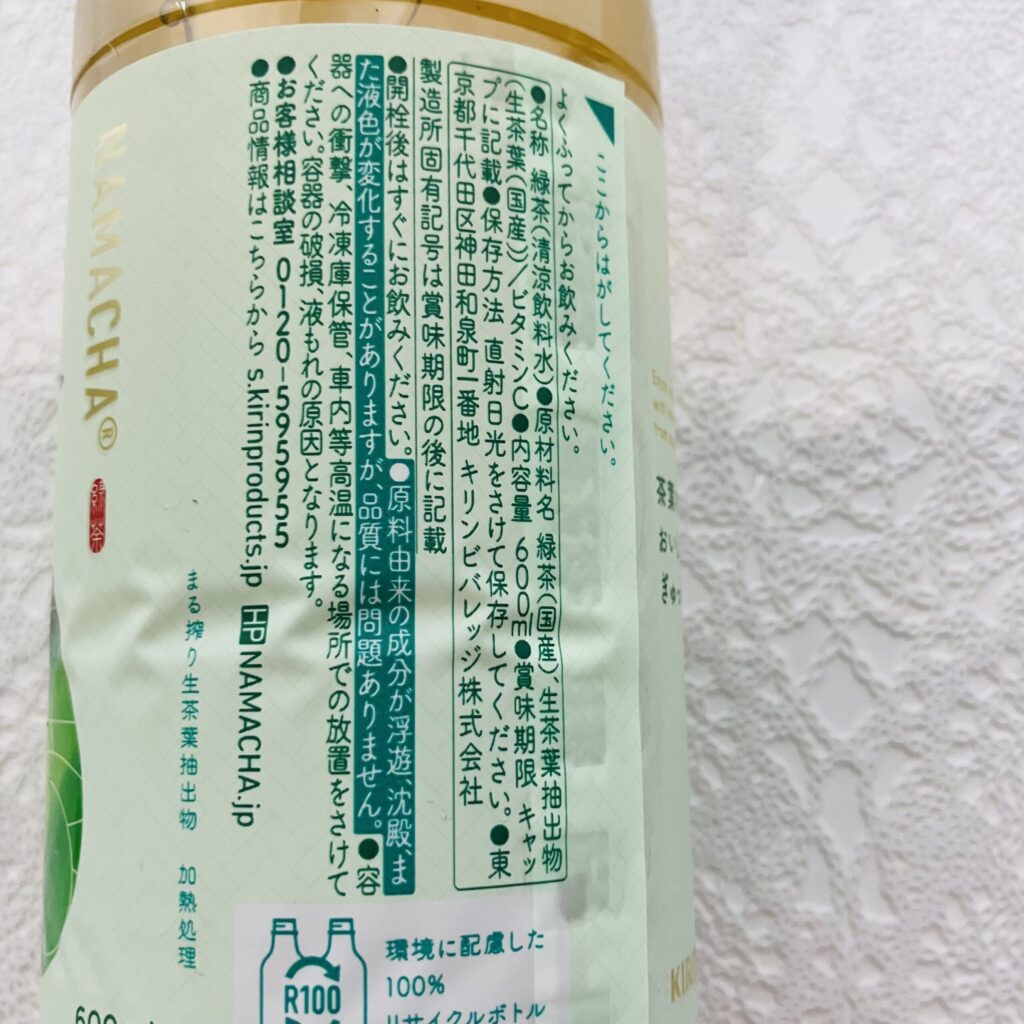 ここからはがしてください。
よくふってからお飲みください。
●名称 緑茶(清涼飲料水)●原材料名 緑茶(国産)、生茶葉抽出物
(生茶葉(国産))/ビタミンC●内容量 600ml●賞味期限 キャッ
プに記載●保存方法 直射日光をさけて保存してください。●東
京都千代田区神田和泉町一番地 キリンビバレッジ株式会社
製造所固有記号は賞味期限の後に記載
●開栓後はすぐにお飲みください。●原料由来の成分が浮遊、沈殿、ま
た液色が変化することがありますが、品質には問題ありません。●容
器への衝撃、冷凍庫保管、車内等高温になる場所での放置をさけて
ください。容器の破損、液もれの原因となります。
●お客様相談室 0120-595955
●商品情報はこちらから s.kirinproducts.jp HP NAMACHA.jp
まる搾り生茶葉抽出物 加熱処理
NAMACHA®
環境に配慮した
100%
リサイクルボトル
R100
茶葉
おい